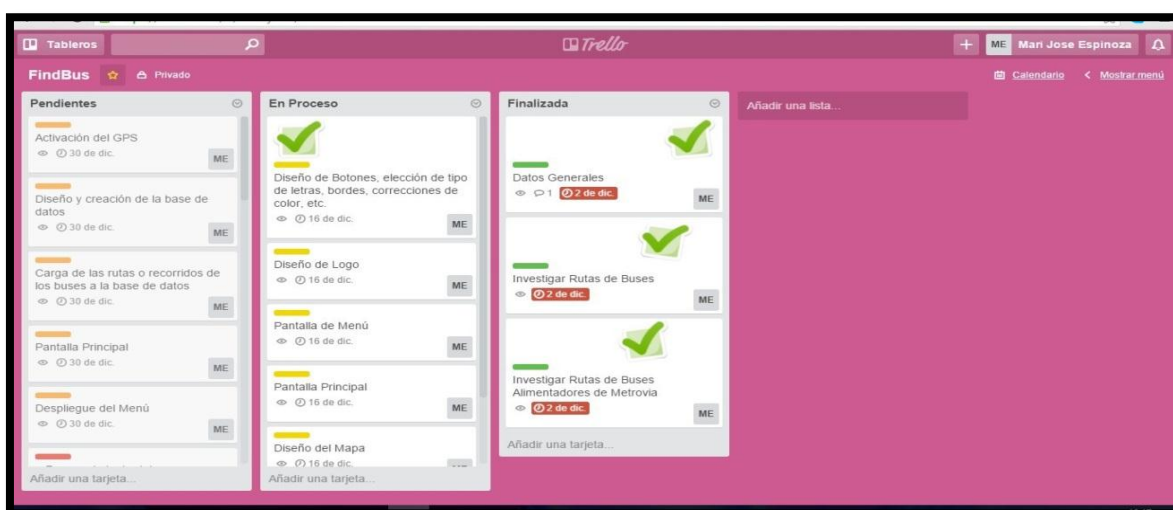 Tableros
Trello
ME Mari Jose Espinoza
FindBus
Privado
Calendario
Mostrar menú
Pendientes
Activación del GPS
30 de dic.
ME
Diseño y creación de la base de
datos
30 de dic.
ME
Carga de las rutas o recorridos de
los buses a la base de datos
30 de dic.
ME
Pantalla Principal
30 de dic.
ME
Despliegue del Menú
30 de dic.
ME
Añadir una tarjeta...
En Proceso
Diseño de Botones, elección de tipo
de letras, bordes, correcciones de
color, etc.
16 de dic.
ME
Diseño de Logo
16 de dic.
ME
Pantalla de Menú
16 de dic.
ME
Pantalla Principal
16 de dic.
ME
Diseño del Mapa
16 de dic.
Añadir una tarjeta...
Finalizada
Datos Generales
1 2 de dic.
ME
Investigar Rutas de Buses
2 de dic.
ME
Investigar Rutas de Buses
Alimentadores de Metrovia
2 de dic.
ME
Añadir una tarjeta...
Añadir una lista...